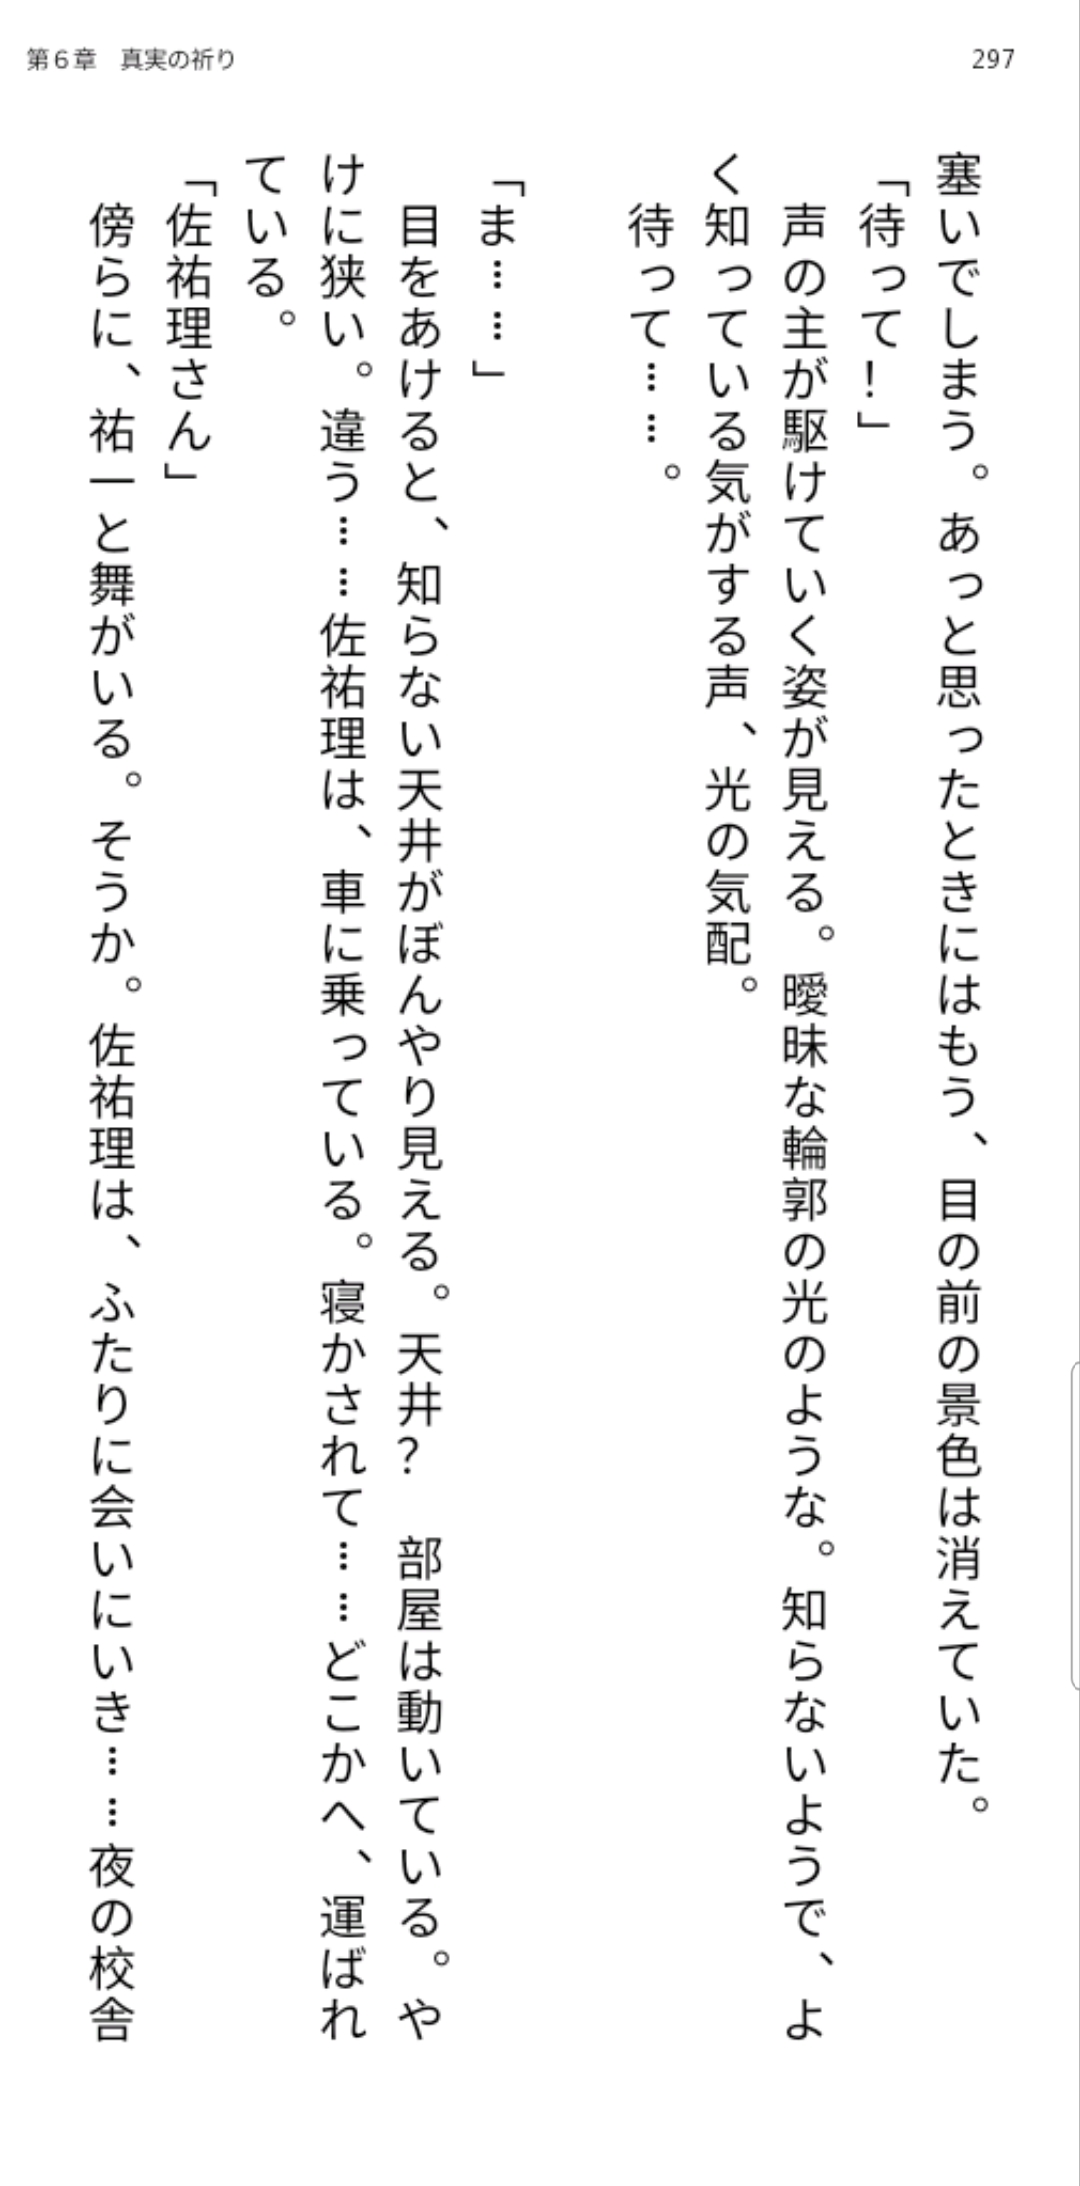 第６章　真実の祈り
297
塞いでしまう。あっと思ったときにはもう、目の前の景色は消えていた。
「待って！」
　声の主が駆けていく姿が見える。曖昧な輪郭の光のような。知らないようで、よ
く知っている気がする声、光の気配。
　待って……。
「ま……」
　目をあけると、知らない天井がぼんやり見える。天井？　部屋は動いている。や
けに狭い。違う……佐祐理は、車に乗っている。寝かされて……どこかへ、運ばれ
ている。
「佐祐理さん」
　傍らに、祐一と舞がいる。そうか。佐祐理は、ふたりに会いにいき……夜の校舎